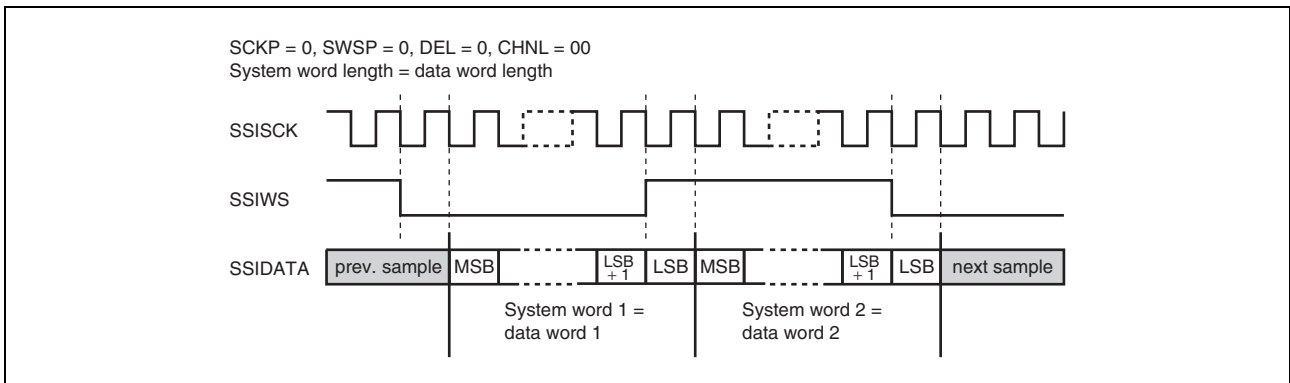 SCKP = 0, SWSP = 0, DEL = 0, CHNL = 00
System word length = data word length
SSISCK
SSIWS
SSIDATA
prev. sample
MSB
LSB
+ 1
LSB
MSB
LSB
+ 1
LSB
next sample
System word 1 =
data word 1
System word 2 =
data word 2